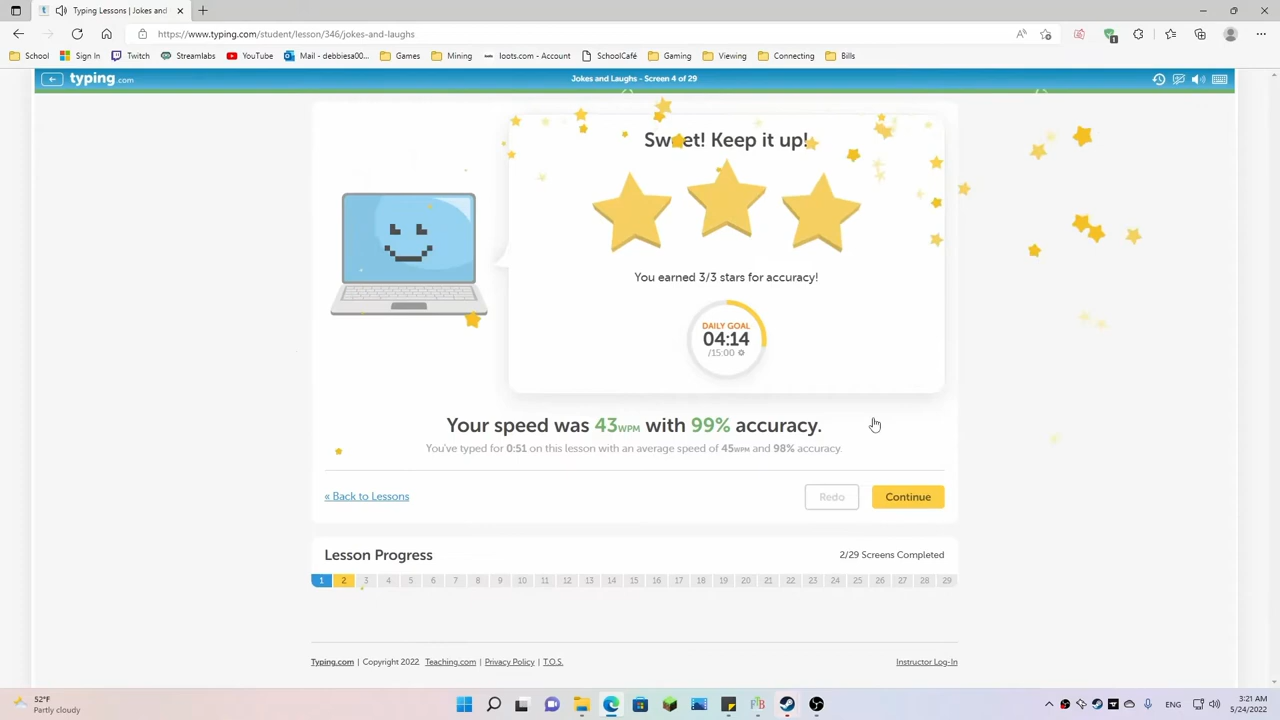 Typing Lessons | Jokes and
https://www.typing.com/student/lesson/346/jokes-and-laughs
School Sign In Twitch Streamlabs YouTube Mail - debbiesa00... Games Mining loots.com - Account SchoolCafé Gaming Viewing Connecting Bills
typing.com Jokes and Laughs - Screen 4 of 29
Sweet! Keep it up!
You earned 3/3 stars for accuracy!
DAILY GOAL
04:14
/15:00
Your speed was 43WPM with 99% accuracy.
You've typed for 0:51 on this lesson with an average speed of 45WPM and 98% accuracy.
« Back to Lessons Redo Continue
Lesson Progress 2/29 Screens Completed
1 2 3 4 5 6 7 8 9 10 11 12 13 14 15 16 17 18 19 20 21 22 23 24 25 26 27 28 29
Typing.com | Copyright 2022 Teaching.com | Privacy Policy | T.O.S. Instructor Log-In
52°F 3:21 AM
Partly cloudy ENG 5/24/2022